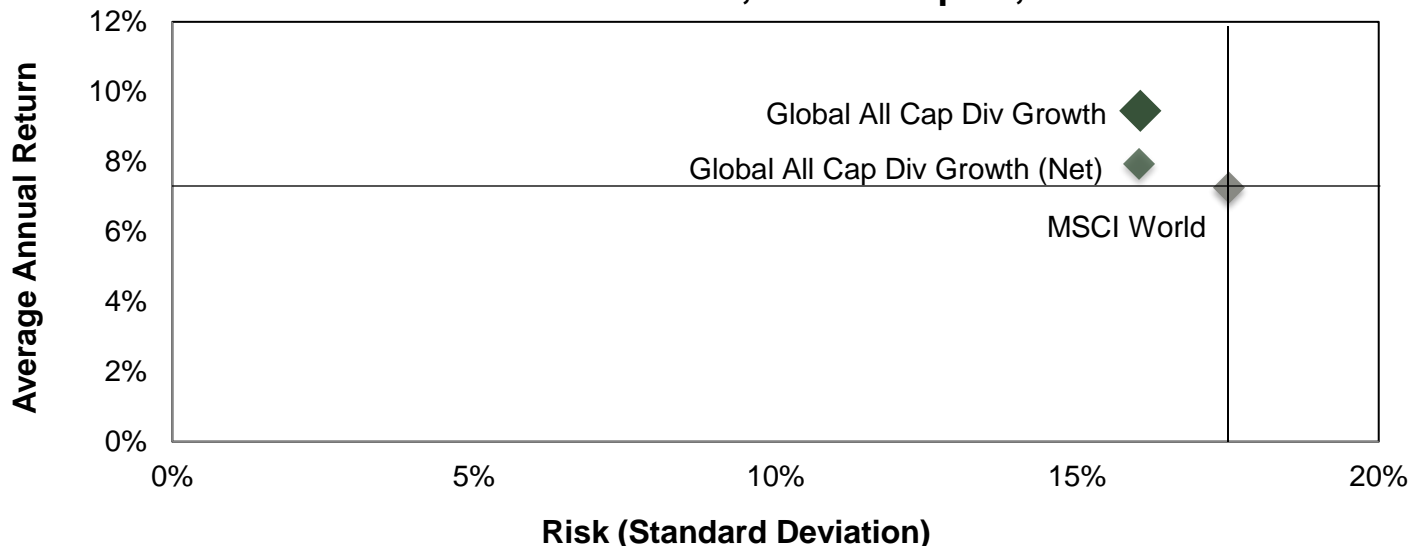 12%
10%
8%
6%
4%
2%
0%
Average Annual Return
Global All Cap Div Growth
Global All Cap Div Growth (Net)
MSCI World
0% 5% 10% 15% 20%
Risk (Standard Deviation)